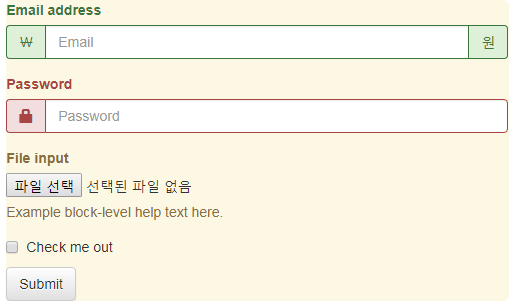 Email address
₩ Email 원
Password
Password
File input
파일 선택 선택된 파일 없음
Example block-level help text here.
Check me out
Submit